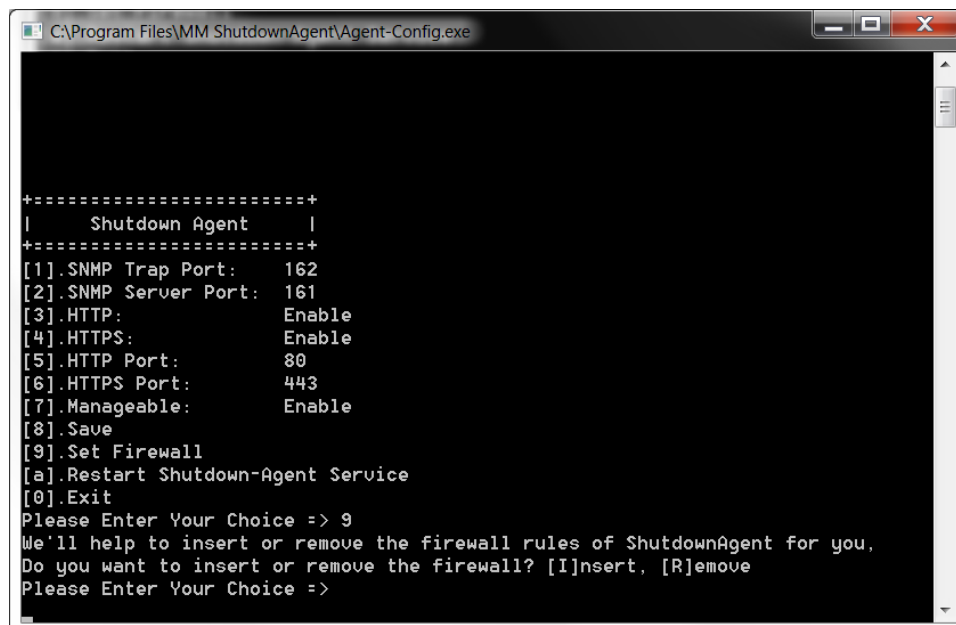 C:\Program Files\MM ShutdownAgent\Agent-Config.exe
+========================+
|     Shutdown Agent     |
+========================+
[1].SNMP Trap Port:    162
[2].SNMP Server Port:  161
[3].HTTP:              Enable
[4].HTTPS:             Enable
[5].HTTP Port:         80
[6].HTTPS Port:        443
[7].Manageable:        Enable
[8].Save
[9].Set Firewall
[a].Restart Shutdown-Agent Service
[0].Exit
Please Enter Your Choice => 9
We'll help to insert or remove the firewall rules of ShutdownAgent for you,
Do you want to insert or remove the firewall? [I]nsert, [R]emove
Please Enter Your Choice =>